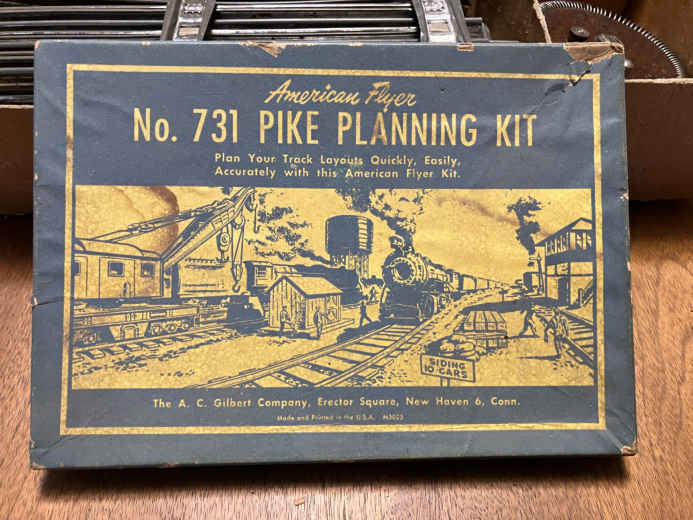 American Flyer
No. 731 PIKE PLANNING KIT
Plan Your Track Layouts Quickly, Easily,
Accurately with this American Flyer Kit.
SIDING
10 CARS
The A. C. Gilbert Company, Erector Square, New Haven 6, Conn.
Made and Printed in the U.S.A. M3023